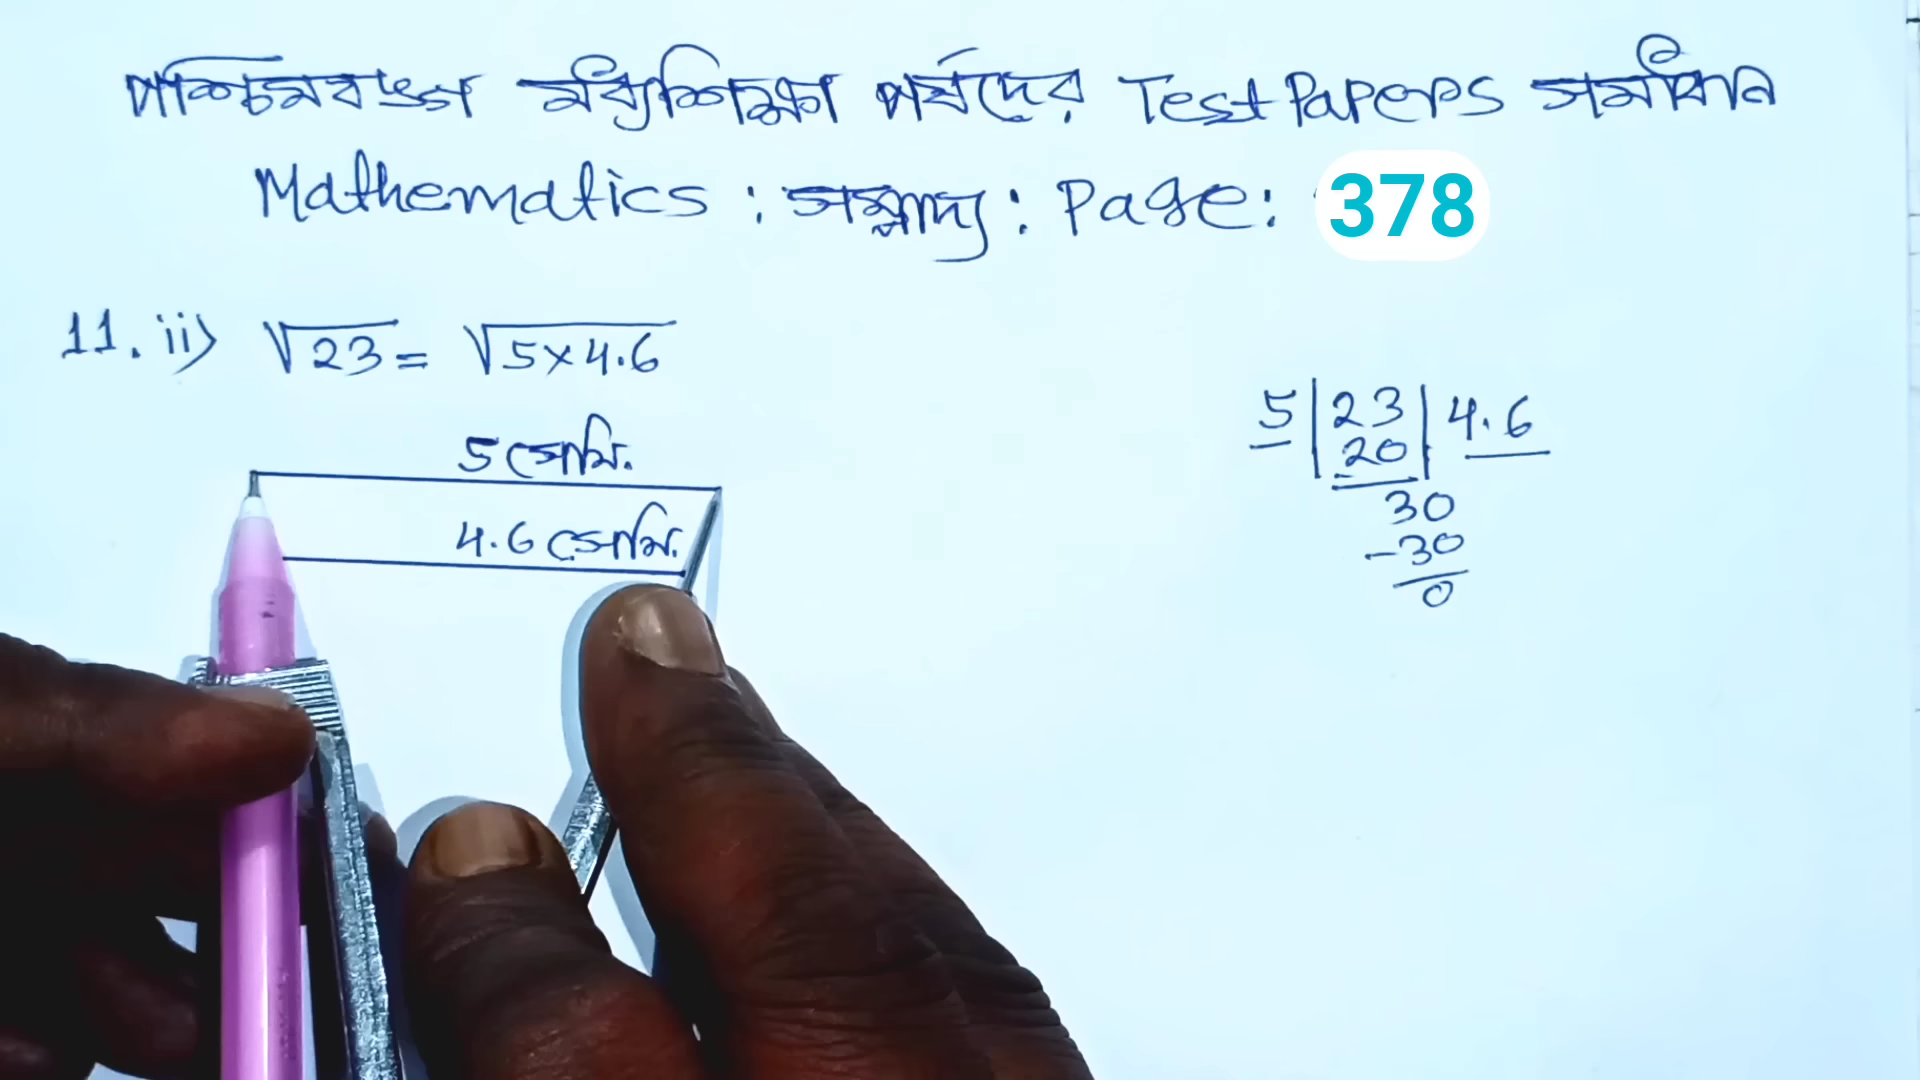 পশ্চিমবঙ্গ মধ্যশিক্ষা পর্ষদের Test Papers সমাধান
Mathematics : সম্পাদ্য : Page: 378
11. ii) √23 = √5×4.6
5 সেমি.
4.6 সেমি.
5 | 23 | 4.6
20
30
-30
0